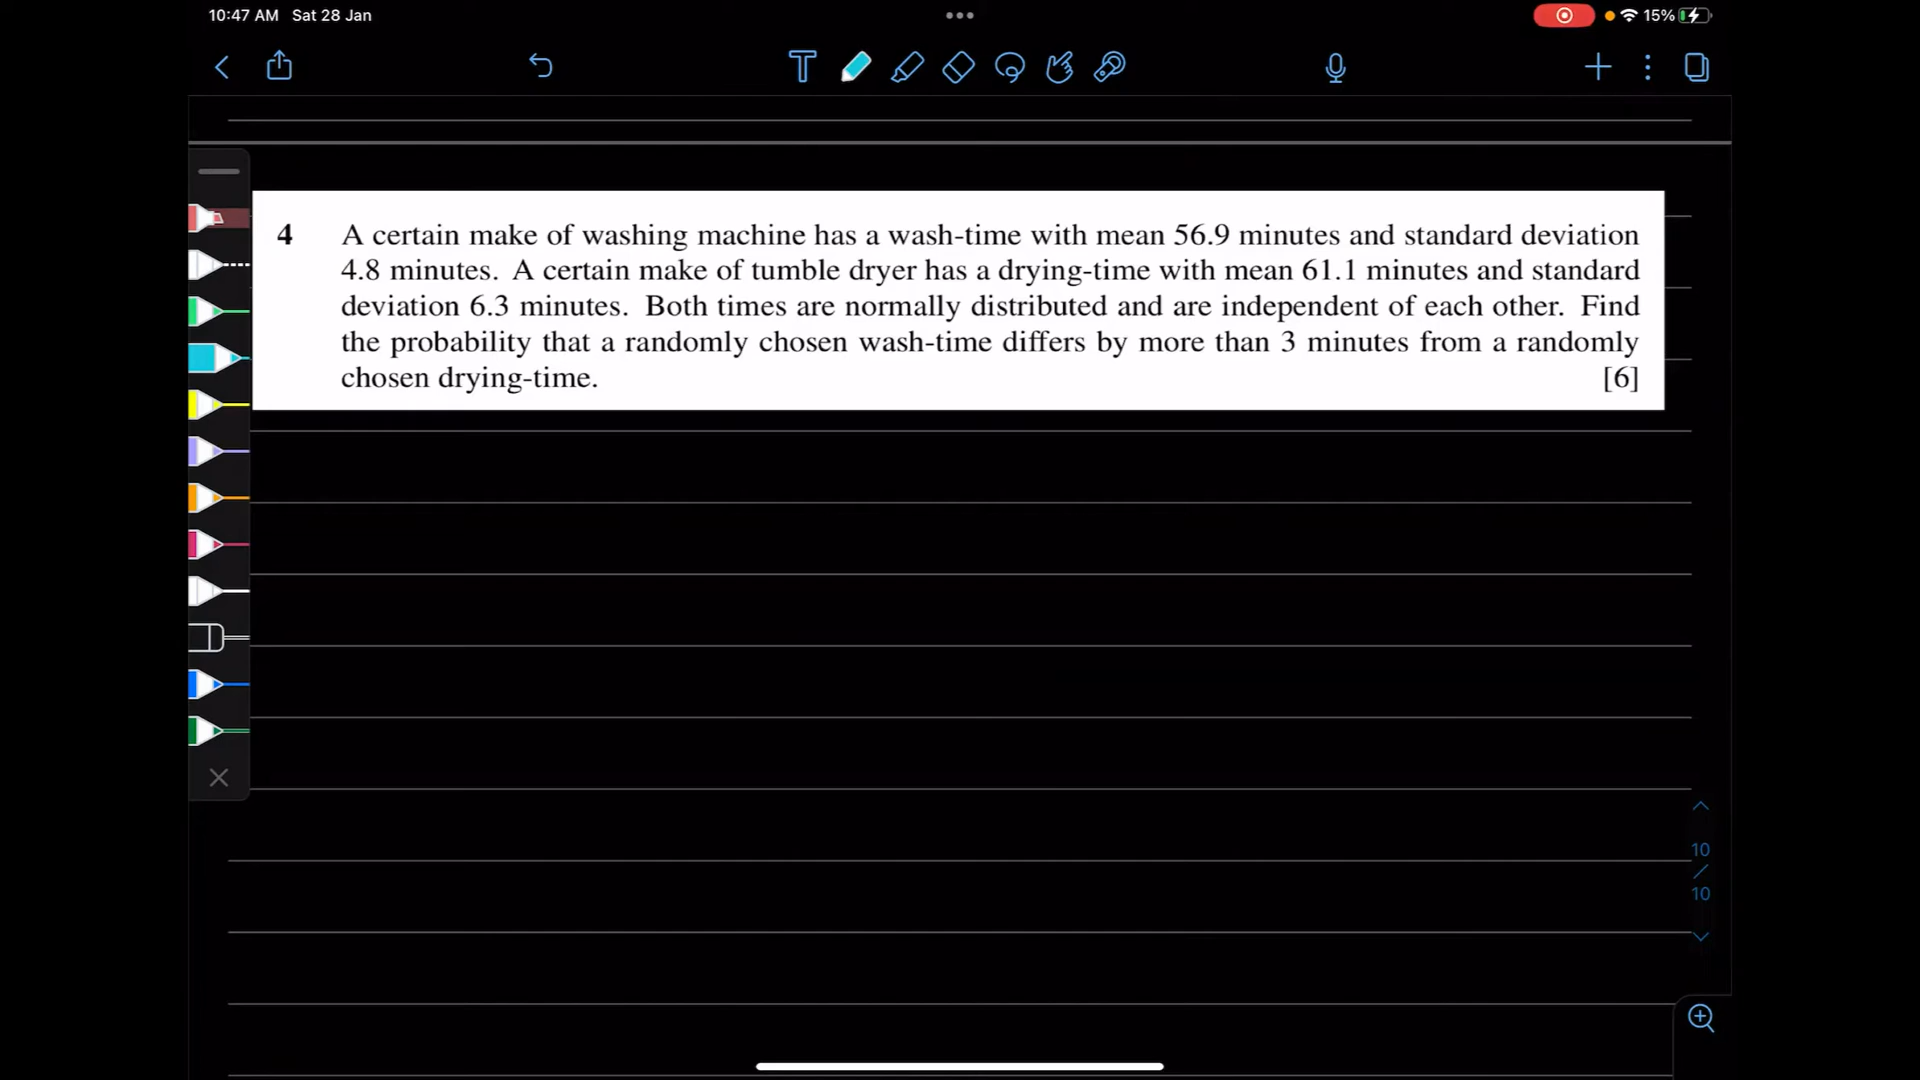 10:47 AM Sat 28 Jan
15%
4 A certain make of washing machine has a wash-time with mean 56.9 minutes and standard deviation
4.8 minutes. A certain make of tumble dryer has a drying-time with mean 61.1 minutes and standard
deviation 6.3 minutes. Both times are normally distributed and are independent of each other. Find
the probability that a randomly chosen wash-time differs by more than 3 minutes from a randomly
chosen drying-time. [6]
10
/
10